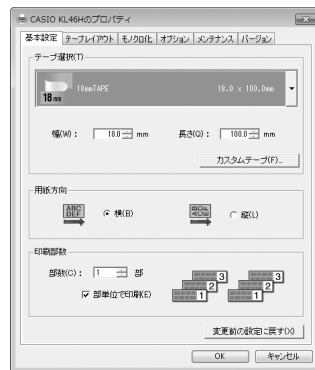 CASIO KL46Hのプロパティ
基本設定 テープレイアウト モノクロ化 オプション メンテナンス バージョン
テープ選択(T)
18mm
18mmTAPE 18.0 x 100.0mm
幅(W)： 18.0 mm 長さ(Q)： 100.0 mm
カスタムテープ(F)...
用紙方向
ABC
DEF
横(B)
縦(L)
印刷部数
部数(C)： 1 部
部単位で印刷(E)
3 3
2 2
1 1
変更前の設定に戻す(X)
OK キャンセル